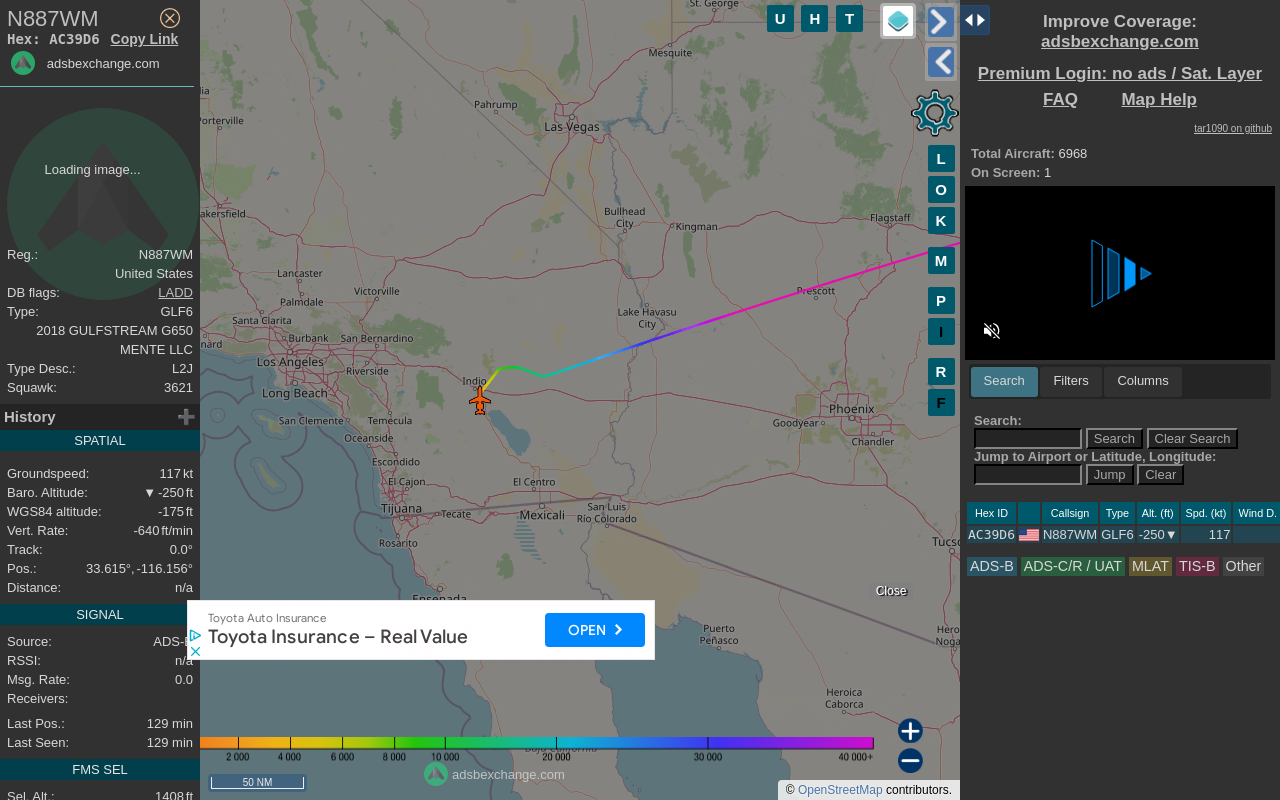 N887WM
Hex: AC39D6 Copy Link
adsbexchange.com
Loading image...
Reg.: N887WM
United States
DB flags: LADD
Type: GLF6
2018 GULFSTREAM G650
MENTE LLC
Type Desc.: L2J
Squawk: 3621
History
SPATIAL
Groundspeed: 117 kt
Baro. Altitude: ▼ -250 ft
WGS84 altitude: -175 ft
Vert. Rate: -640 ft/min
Track: 0.0°
Pos.: 33.615°, -116.156°
Distance: n/a
SIGNAL
Source: ADS-B
RSSI: n/a
Msg. Rate: 0.0
Receivers:
Last Pos.: 129 min
Last Seen: 129 min
FMS SEL
Sel. Alt.: 1408 ft
U H T
St. George
Mesquite
Pahrump
Las Vegas
Porterville
Bullhead
City
Kingman
Flagstaff
Lancaster
Victorville
Palmdale
Prescott
Lake Havasu
City
Santa Clarita
Burbank
San Bernardino
Los Angeles
Riverside
Indio
Long Beach
San Clemente
Temecula
Phoenix
Goodyear
Chandler
Oceanside
Escondido
El Cajon
El Centro
Tijuana
Tecate
Mexicali
San Luis
Río Colorado
Rosarito
Ensenada
Puerto
Peñasco
Heroica
Caborca
Baja California
L
O
K
M
P
I
R
F
Close
Toyota Auto Insurance
Toyota Insurance – Real Value
OPEN
2 000 4 000 6 000 8 000 10 000 20 000 30 000 40 000+
adsbexchange.com
50 NM
© OpenStreetMap contributors.
Improve Coverage:
adsbexchange.com
Premium Login: no ads / Sat. Layer
FAQ Map Help
tar1090 on github
Total Aircraft: 6968
On Screen: 1
Search Filters Columns
Search:
Search Clear Search
Jump to Airport or Latitude, Longitude:
Jump Clear
Hex ID Callsign Type Alt. (ft) Spd. (kt) Wind D.
AC39D6 N887WM GLF6 -250▼ 117
ADS-B ADS-C/R / UAT MLAT TIS-B Other